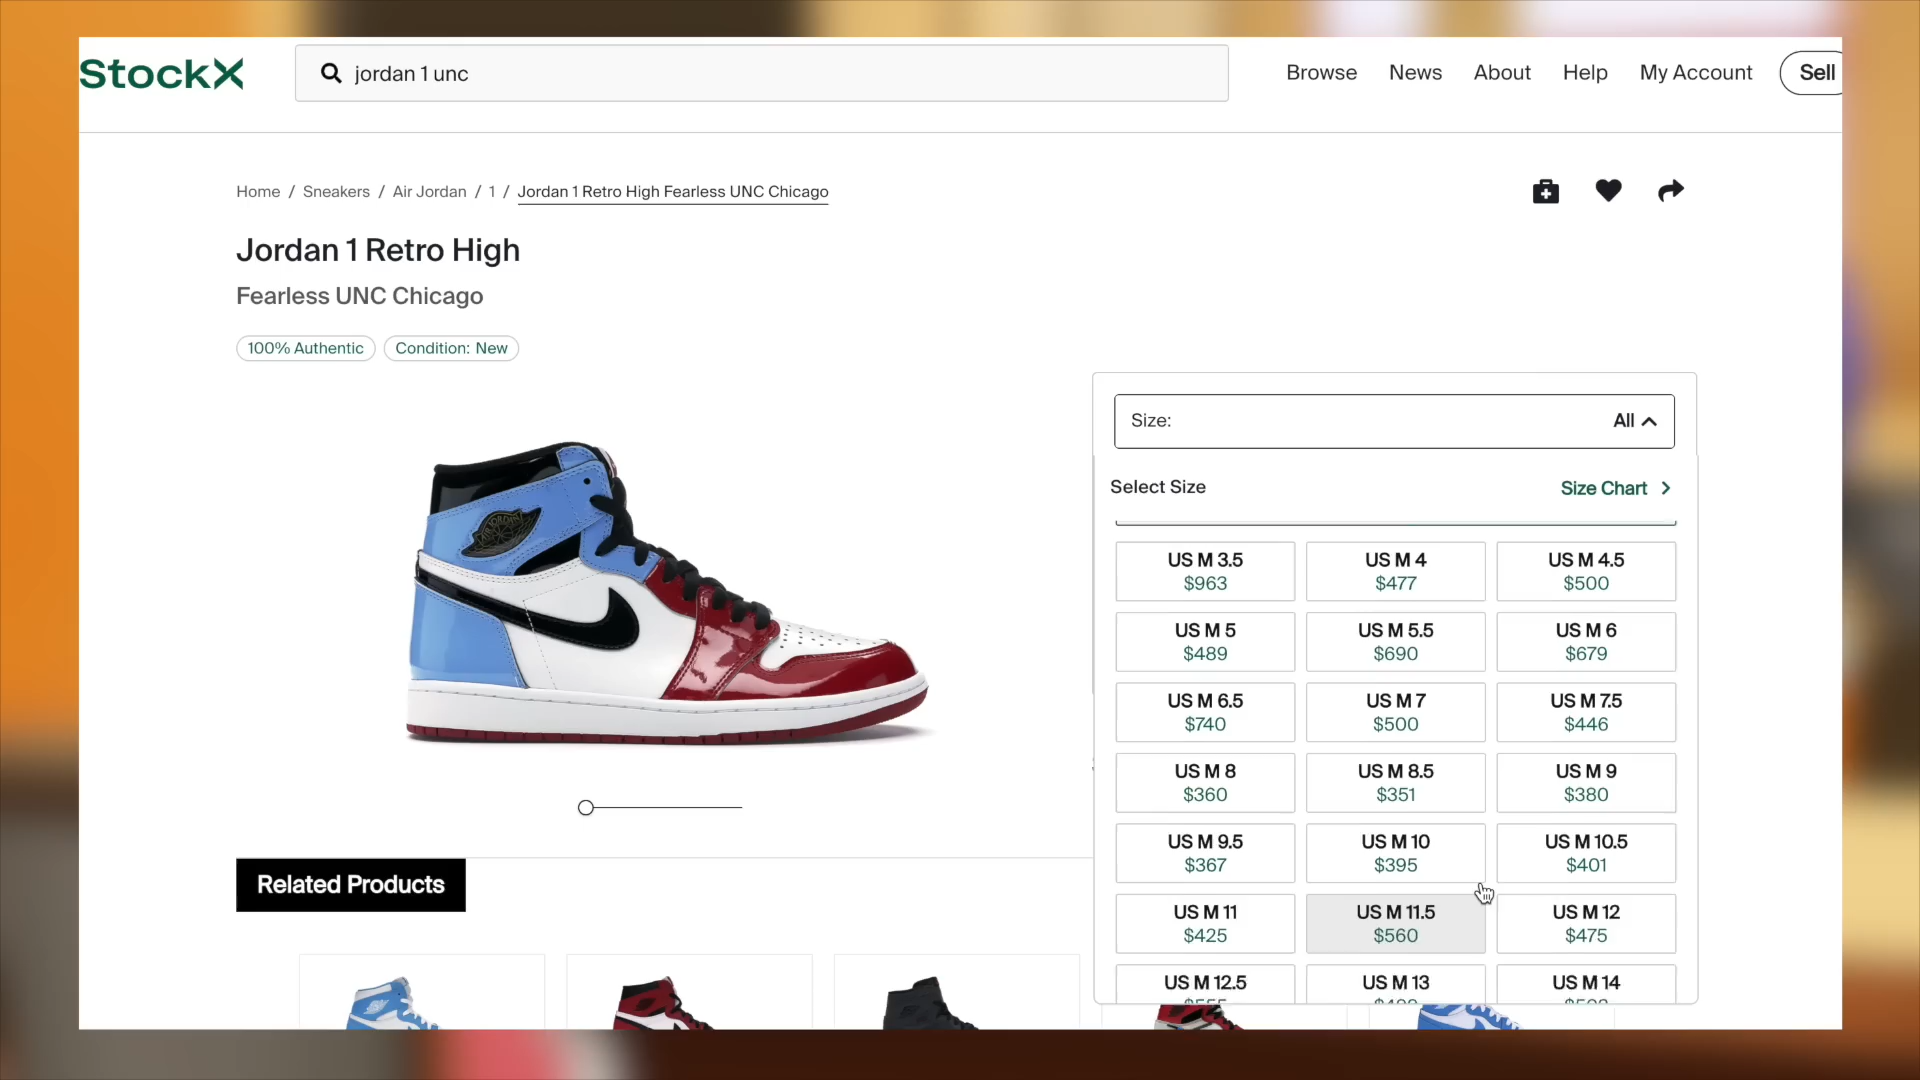 StockX
jordan 1 unc
Browse
News
About
Help
My Account
Sell
Home / Sneakers / Air Jordan / 1 / Jordan 1 Retro High Fearless UNC Chicago
Jordan 1 Retro High
Fearless UNC Chicago
100% Authentic
Condition: New
Size:
All
Select Size
Size Chart
US M 3.5
$963
US M 4
$477
US M 4.5
$500
US M 5
$489
US M 5.5
$690
US M 6
$679
US M 6.5
$740
US M 7
$500
US M 7.5
$446
US M 8
$360
US M 8.5
$351
US M 9
$380
US M 9.5
$367
US M 10
$395
US M 10.5
$401
US M 11
$425
US M 11.5
$560
US M 12
$475
US M 12.5
US M 13
US M 14
Related Products